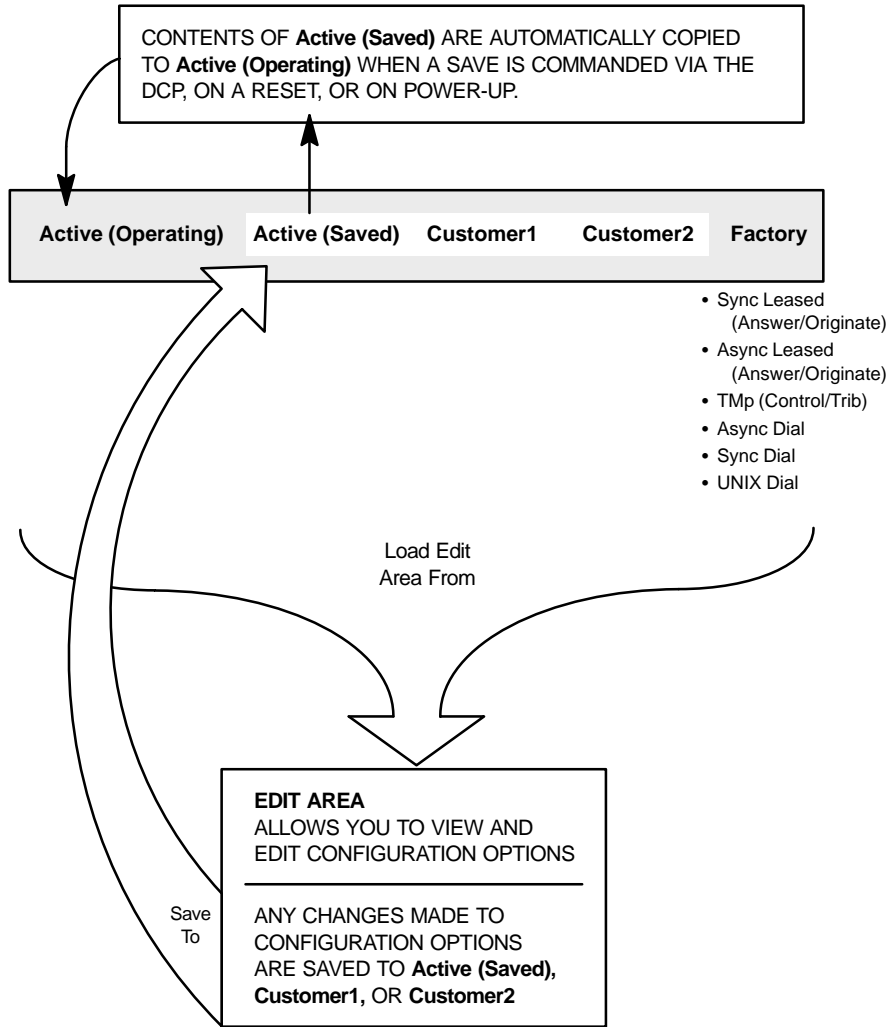 CONTENTS OF Active (Saved) ARE AUTOMATICALLY COPIED
TO Active (Operating) WHEN A SAVE IS COMMANDED VIA THE
DCP, ON A RESET, OR ON POWER-UP.
Active (Operating) Active (Saved) Customer1 Customer2 Factory
• Sync Leased
(Answer/Originate)
• Async Leased
(Answer/Originate)
• TMp (Control/Trib)
• Async Dial
• Sync Dial
• UNIX Dial
Load Edit
Area From
EDIT AREA
ALLOWS YOU TO VIEW AND
EDIT CONFIGURATION OPTIONS
Save
To
ANY CHANGES MADE TO
CONFIGURATION OPTIONS
ARE SAVED TO Active (Saved),
Customer1, OR Customer2